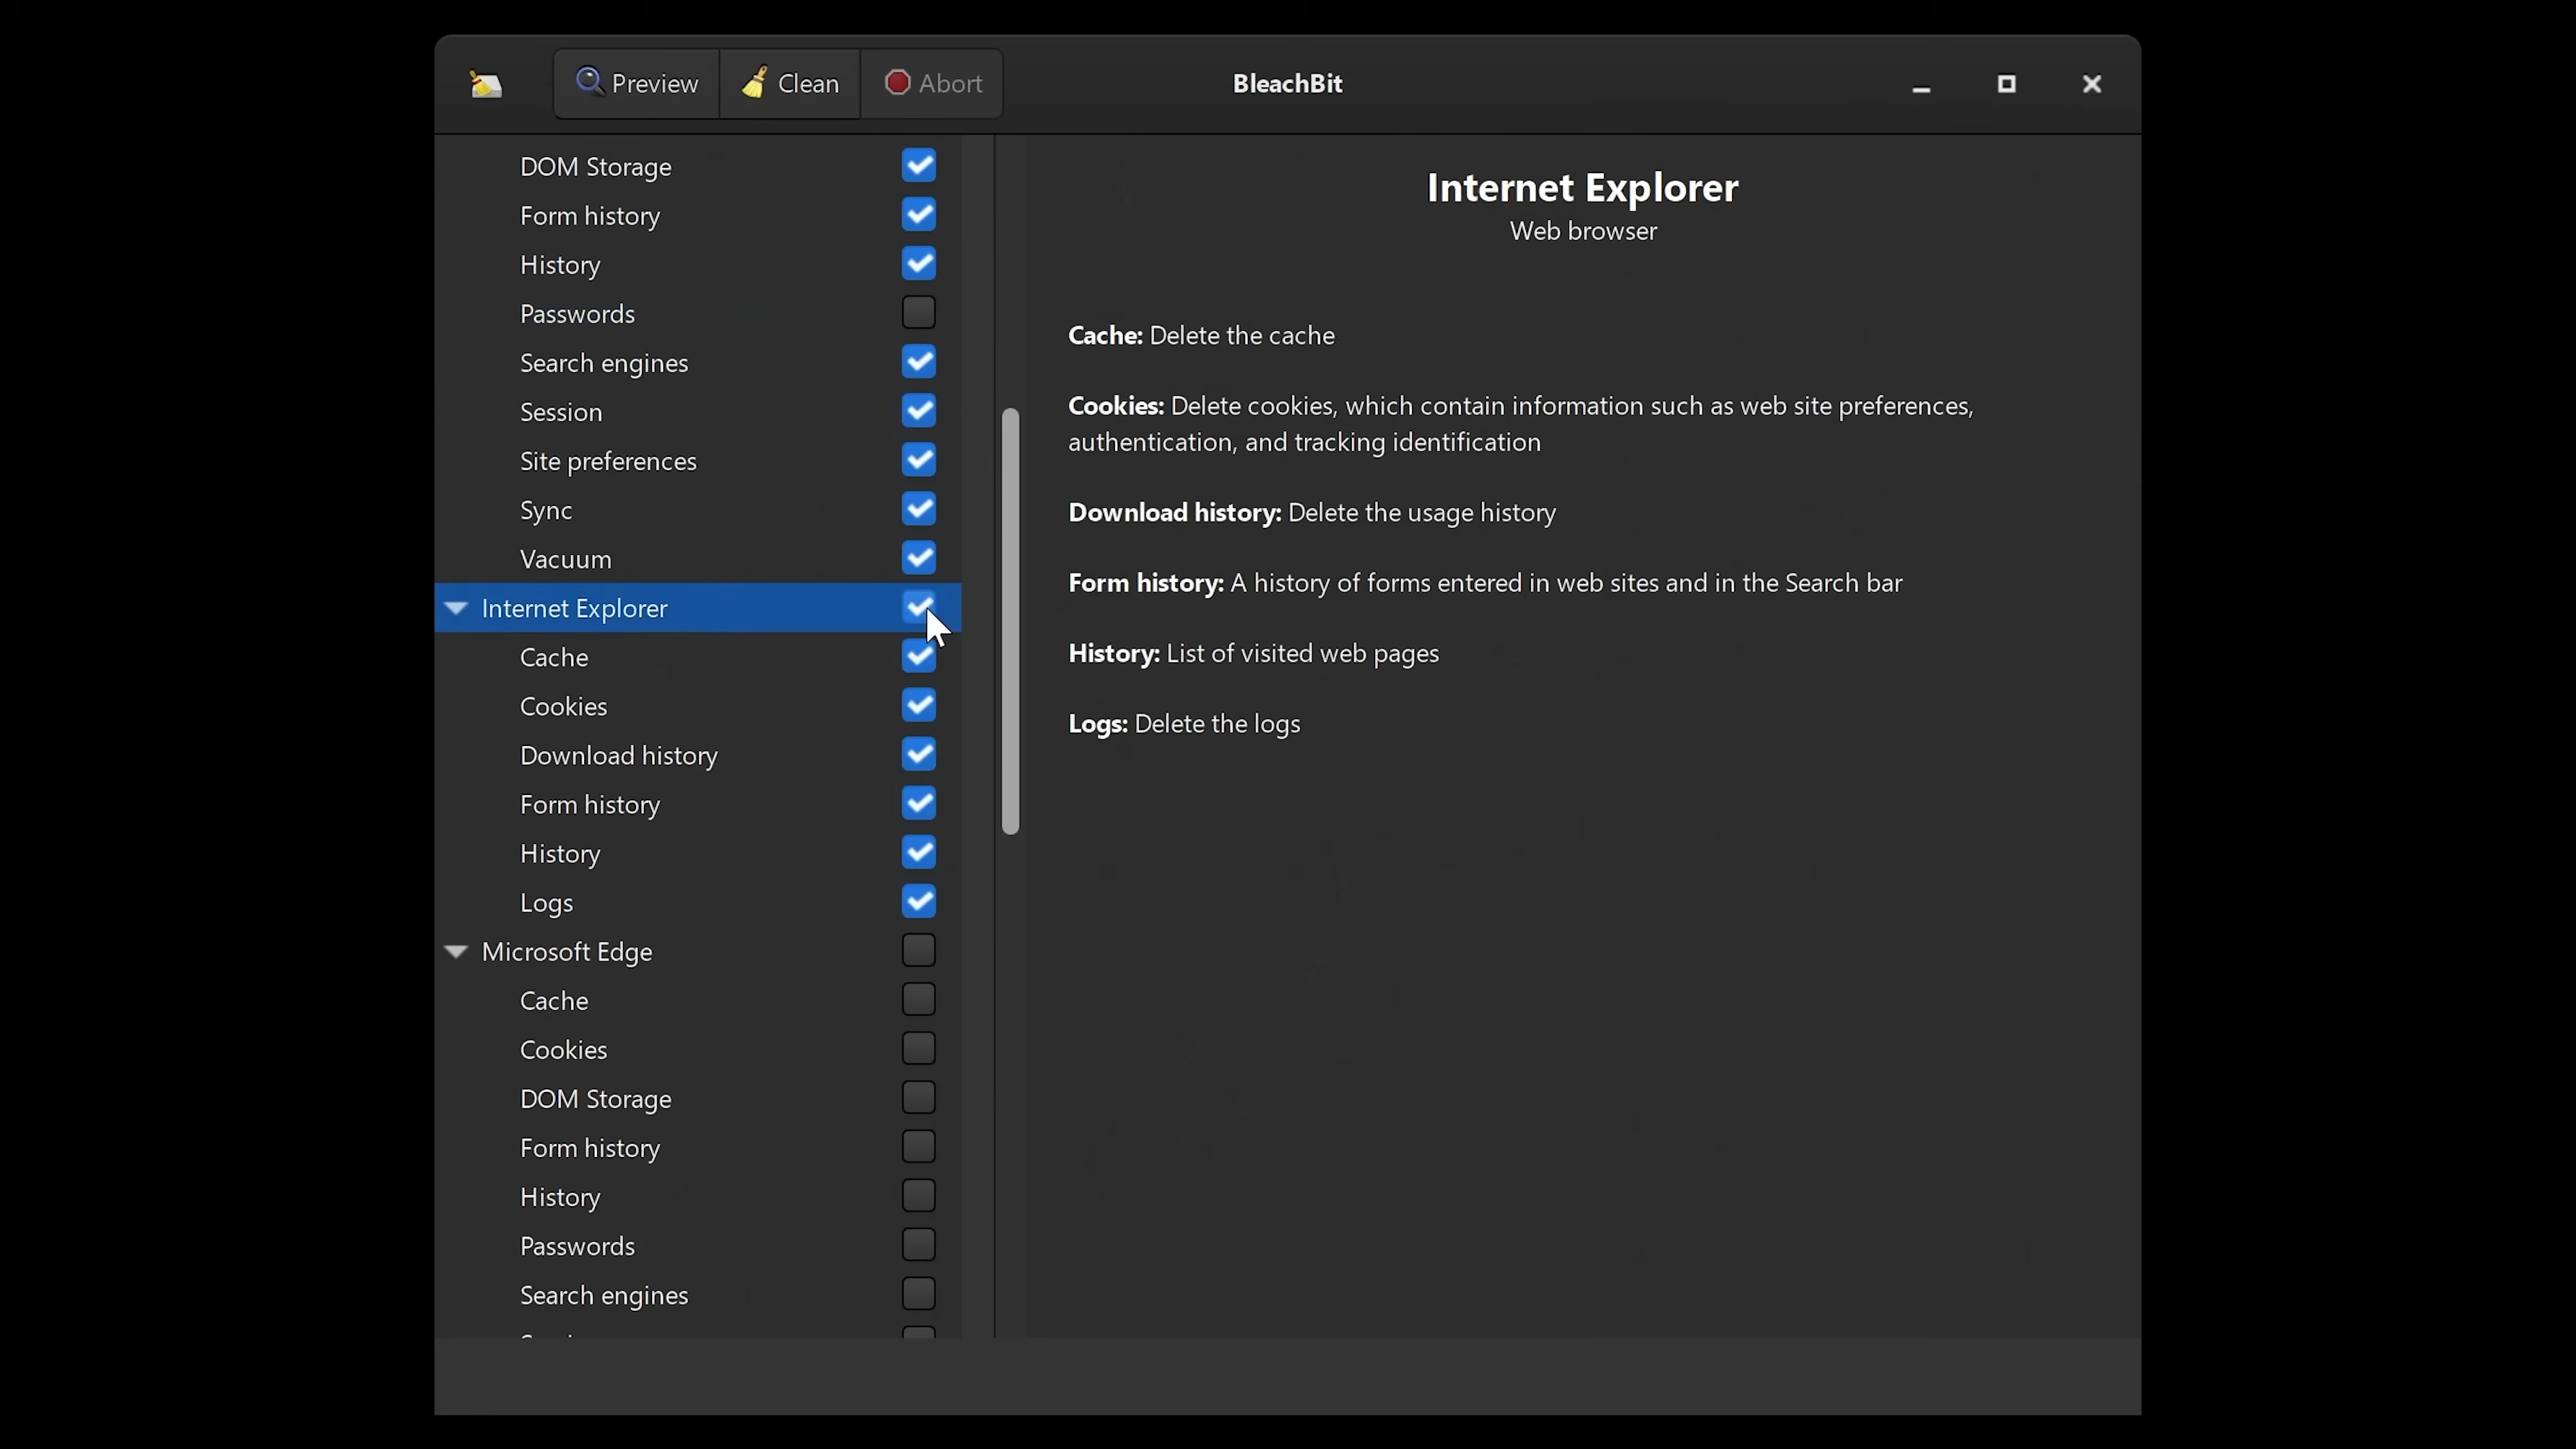 Preview
Clean
Abort
BleachBit
DOM Storage
Form history
History
Passwords
Search engines
Session
Site preferences
Sync
Vacuum
Internet Explorer
Cache
Cookies
Download history
Form history
History
Logs
Microsoft Edge
Cache
Cookies
DOM Storage
Form history
History
Passwords
Search engines
Internet Explorer
Web browser
Cache: Delete the cache
Cookies: Delete cookies, which contain information such as web site preferences,
authentication, and tracking identification
Download history: Delete the usage history
Form history: A history of forms entered in web sites and in the Search bar
History: List of visited web pages
Logs: Delete the logs